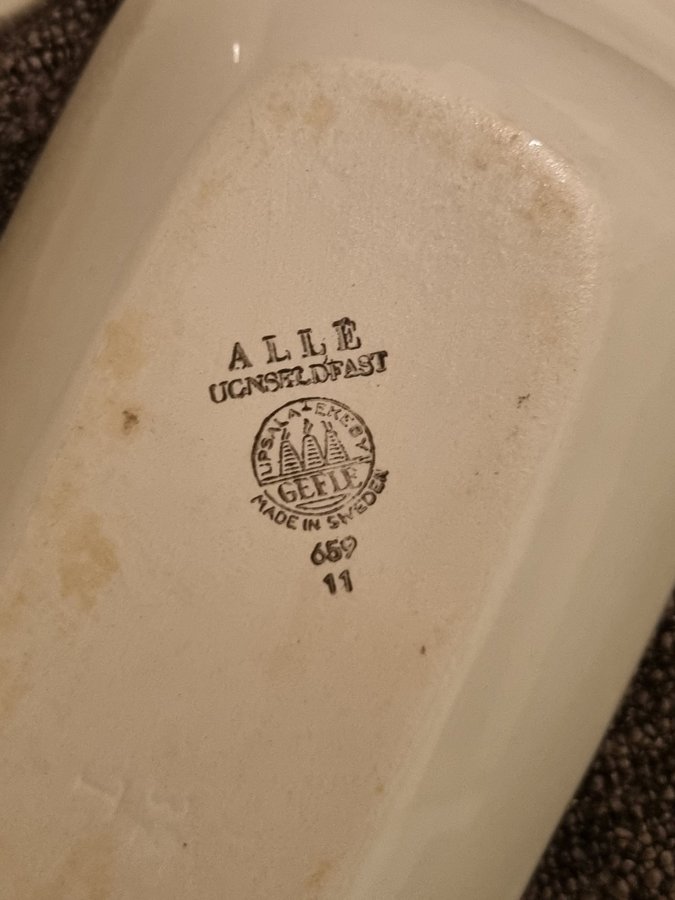 ALLÉ
UGNSELDFAST
UPSALA-EKEBY
GEFLE
MADE IN SWEDEN
659
11